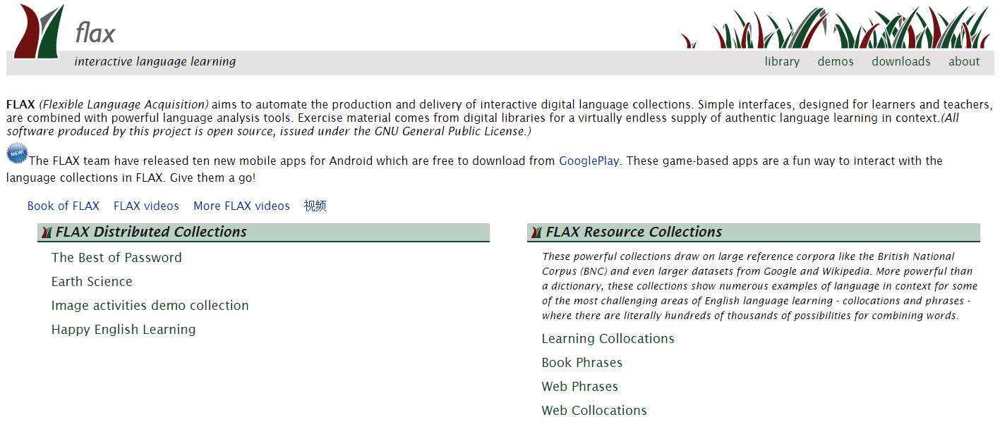 flax
interactive language learning
library demos downloads about
FLAX (Flexible Language Acquisition) aims to automate the production and delivery of interactive digital language collections. Simple interfaces, designed for learners and teachers,
are combined with powerful language analysis tools. Exercise material comes from digital libraries for a virtually endless supply of authentic language learning in context.(All
software produced by this project is open source, issued under the GNU General Public License.)
NEW! The FLAX team have released ten new mobile apps for Android which are free to download from GooglePlay. These game-based apps are a fun way to interact with the
language collections in FLAX. Give them a go!
Book of FLAX FLAX videos More FLAX videos 视频
FLAX Distributed Collections
The Best of Password
Earth Science
Image activities demo collection
Happy English Learning
FLAX Resource Collections
These powerful collections draw on large reference corpora like the British National
Corpus (BNC) and even larger datasets from Google and Wikipedia. More powerful than
a dictionary, these collections show numerous examples of language in context for some
of the most challenging areas of English language learning - collocations and phrases -
where there are literally hundreds of thousands of possibilities for combining words.
Learning Collocations
Book Phrases
Web Phrases
Web Collocations